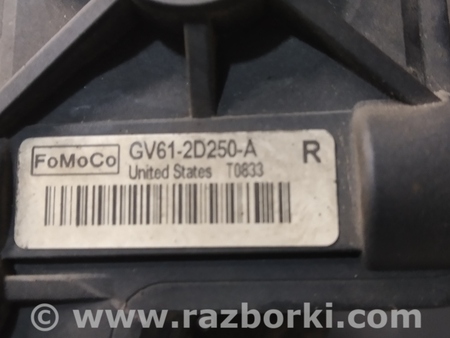 FoMoCo
GV61-2D250-A
R
United States T0833
www.razborki.com